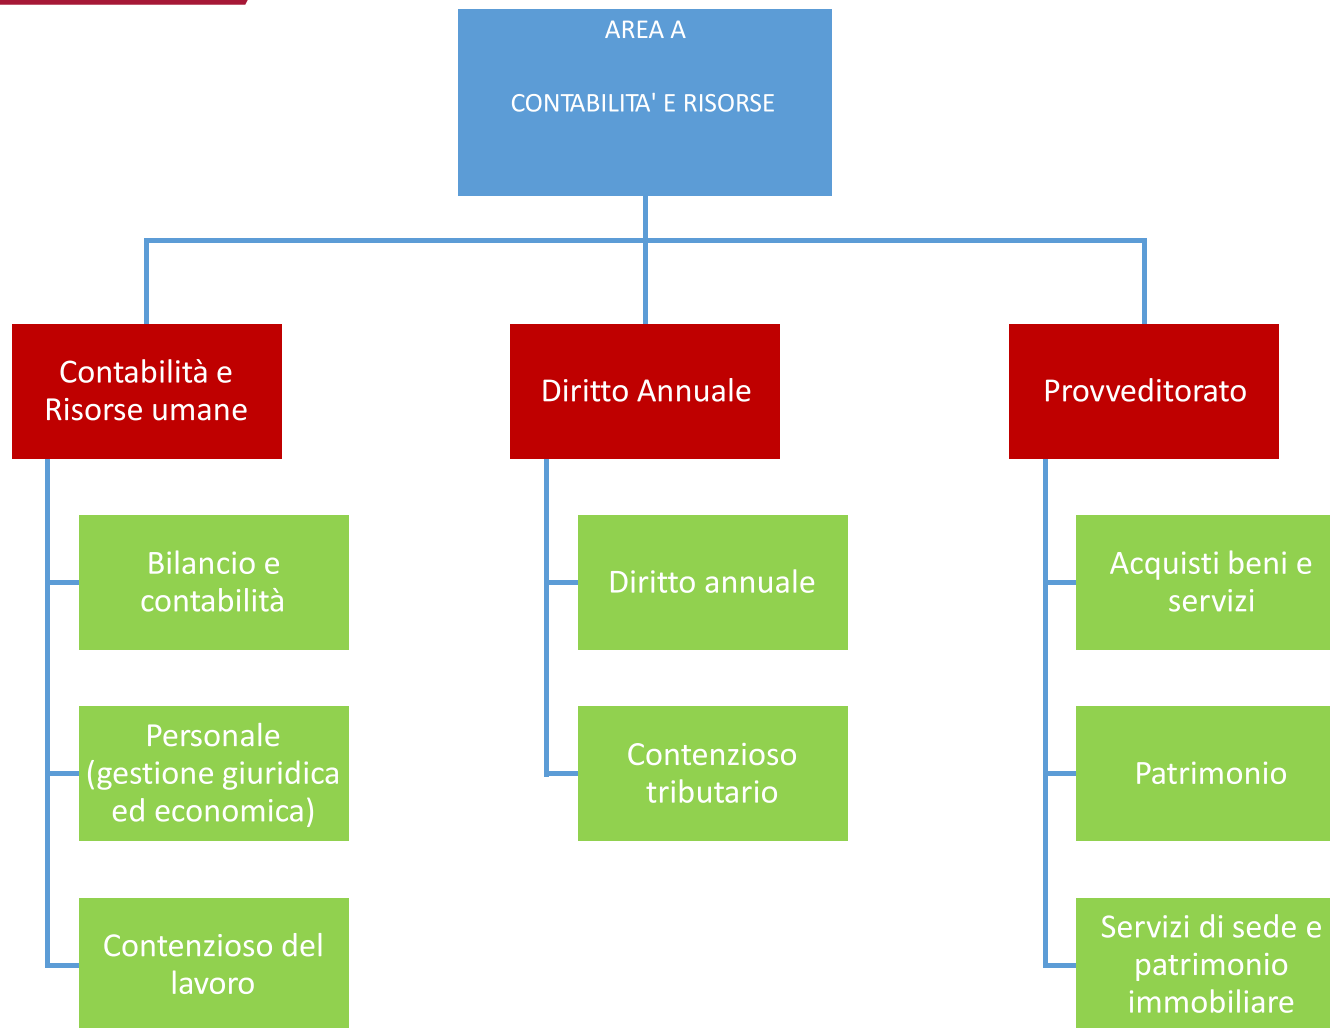 AREA A
CONTABILITA' E RISORSE
Contabilità e
Risorse umane
Diritto Annuale
Provveditorato
Bilancio e
contabilità
Personale
(gestione giuridica
ed economica)
Contenzioso del
lavoro
Diritto annuale
Contenzioso
tributario
Acquisti beni e
servizi
Patrimonio
Servizi di sede e
patrimonio
immobiliare